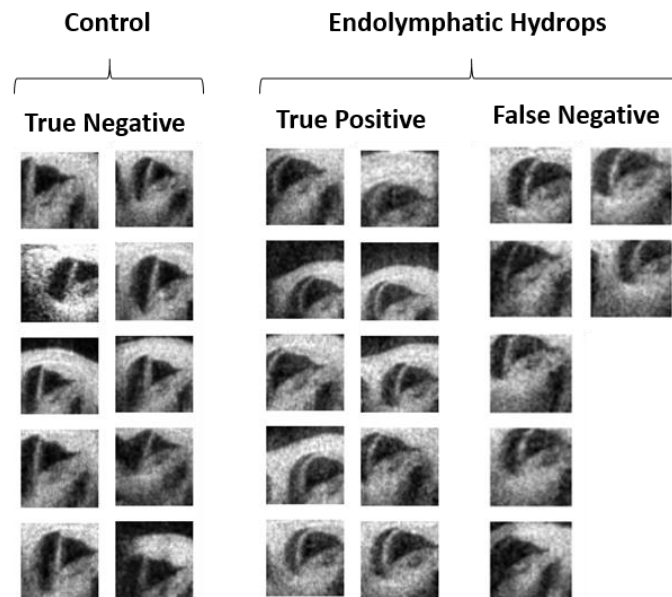 Control
Endolymphatic Hydrops
True Negative
True Positive
False Negative